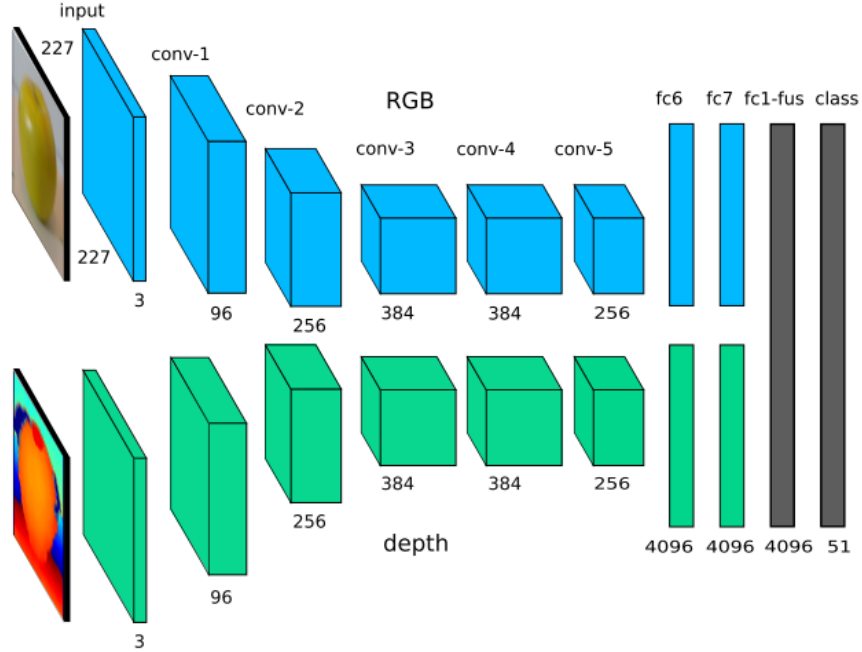 input
227
conv-1
conv-2
RGB
fc6 fc7 fc1-fus class
conv-3 conv-4 conv-5
227
3
96
256
384
384
256
384
384
256
256
depth
4096 4096 4096 51
96
3